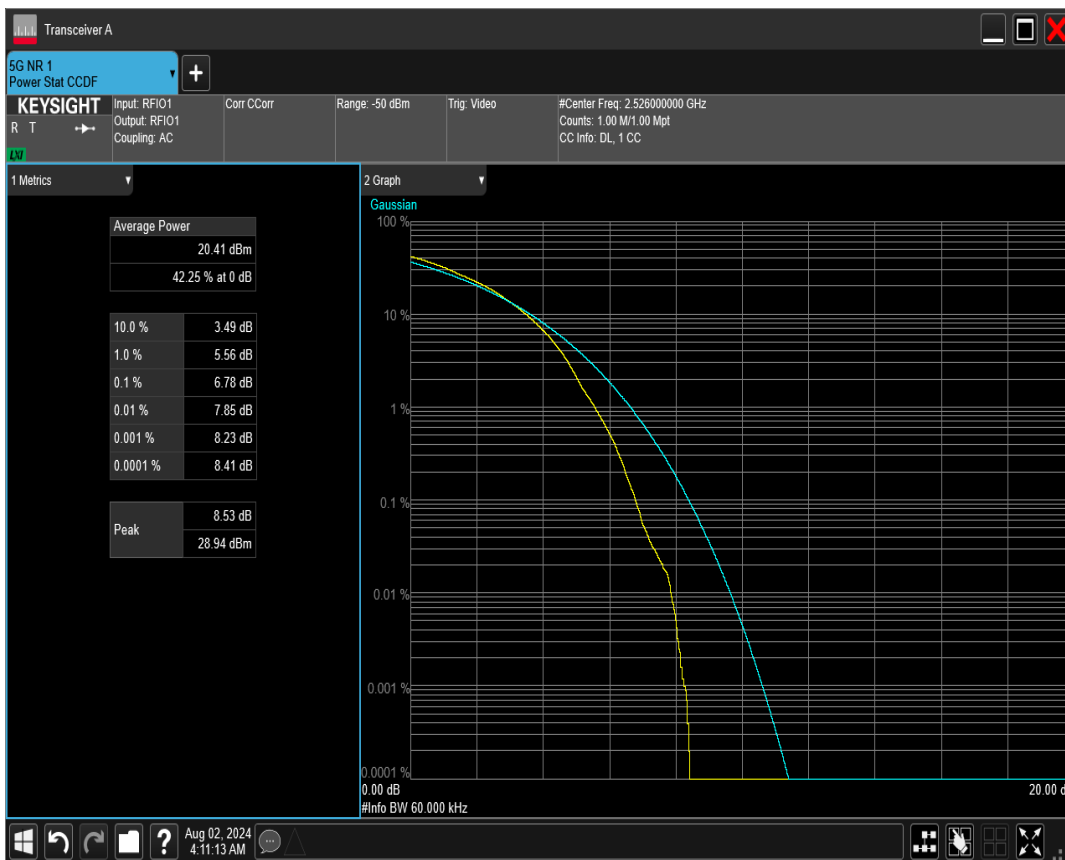 Transceiver A
5G NR 1
Power Stat CCDF
+
KEYSIGHT
R T
LXI
Input: RFIO1
Output: RFIO1
Coupling: AC
Corr CCorr
Range: -50 dBm
Trig: Video
#Center Freq: 2.526000000 GHz
Counts: 1.00 M/1.00 Mpt
CC Info: DL, 1 CC
1 Metrics
Average Power
20.41 dBm
42.25 % at 0 dB
10.0 % 3.49 dB
1.0 % 5.56 dB
0.1 % 6.78 dB
0.01 % 7.85 dB
0.001 % 8.23 dB
0.0001 % 8.41 dB
Peak
8.53 dB
28.94 dBm
2 Graph
Gaussian
100 %
10 %
1 %
0.1 %
0.01 %
0.001 %
0.0001 %
0.00 dB
20.00 d
#Info BW 60.000 kHz
?
Aug 02, 2024
4:11:13 AM